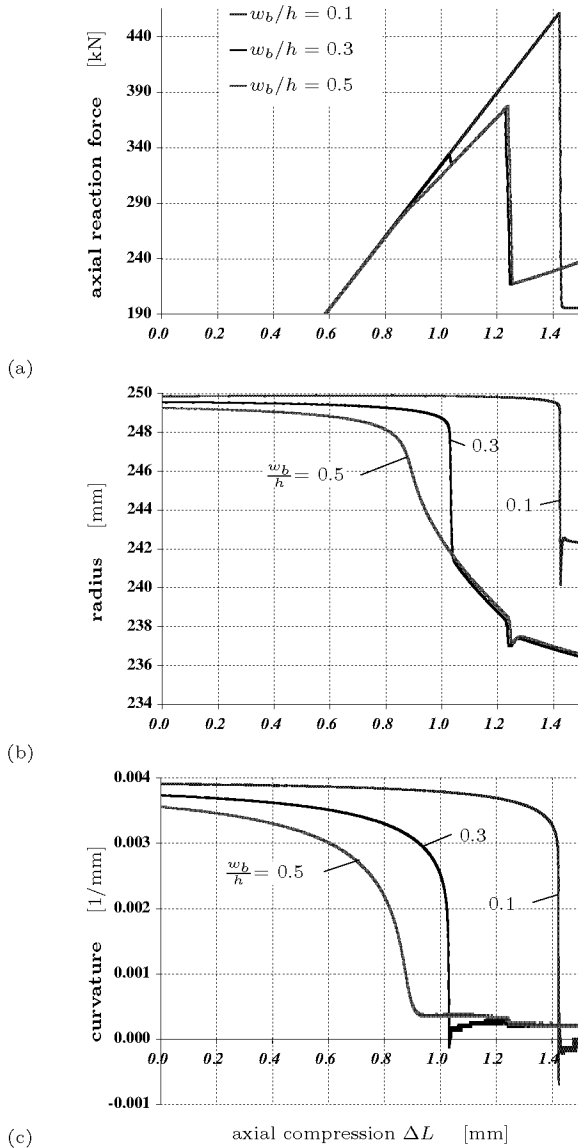 w_b/h = 0.1
w_b/h = 0.3
w_b/h = 0.5
axial reaction force [kN]
440
390
340
290
240
190
0.0 0.2 0.4 0.6 0.8 1.0 1.2 1.4
(a)
250
248
246
244
242
240
238
236
234
radius [mm]
0.3
w_b/h = 0.5
0.1
0.0 0.2 0.4 0.6 0.8 1.0 1.2 1.4
(b)
0.004
0.003
0.002
0.001
0.000
-0.001
curvature [1/mm]
0.3
w_b/h = 0.5
0.1
0.0 0.2 0.4 0.6 0.8 1.0 1.2 1.4
(c)
axial compression ΔL [mm]